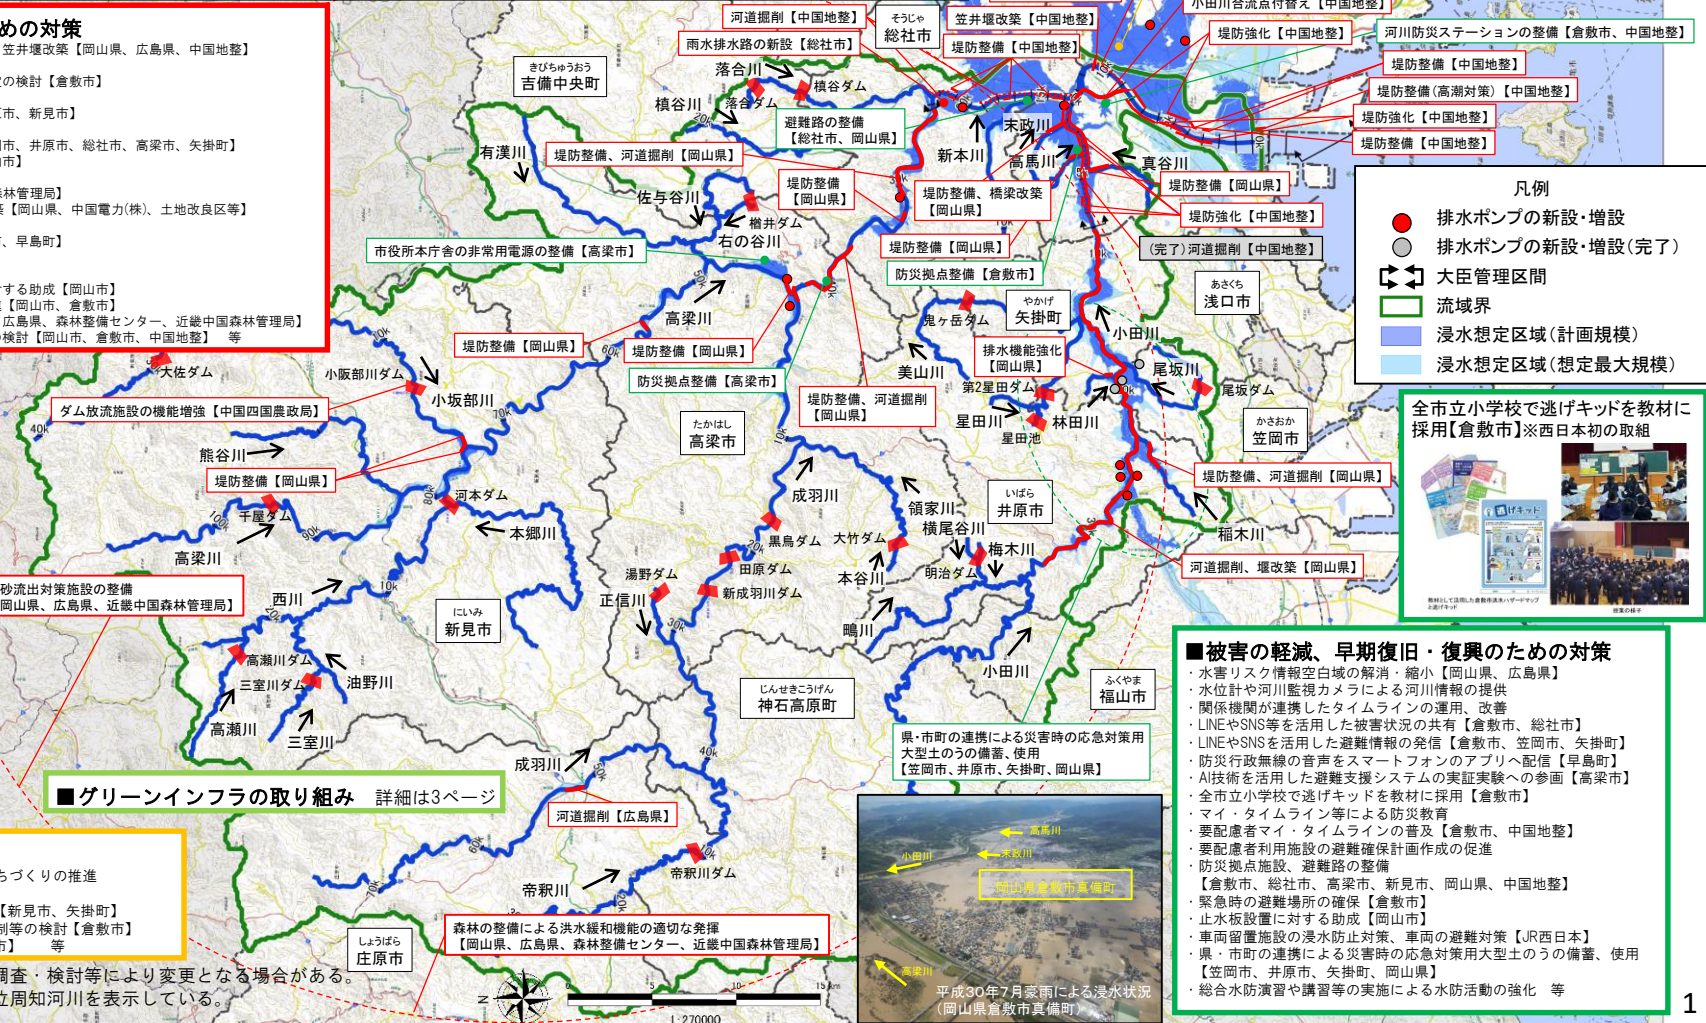 めの対策
笠井堰改築【岡山県、広島県、中国地整】
の検討【倉敷市】
市、新見市】
市、井原市、総社市、高梁市、矢掛町】
市】
森林管理局】
【岡山県、中国電力(株)、土地改良区等】
、早島町】
する助成【岡山市】
【岡山市、倉敷市】
広島県、森林整備センター、近畿中国森林管理局】
検討【岡山市、倉敷市、中国地整】　等
河道掘削【中国地整】
そうじゃ
総社市
笠井堰改築【中国地整】
小田川合流点付替え【中国地整】
雨水排水路の新設【総社市】
堤防整備【中国地整】
堤防強化【中国地整】
河川防災ステーションの整備【倉敷市、中国地整】
堤防整備【中国地整】
堤防整備(高潮対策)【中国地整】
堤防強化【中国地整】
堤防整備【中国地整】
きびちゅうおう
吉備中央町
落合川
槙谷ダム
槙谷川
落合ダム
20k
避難路の整備
【総社市、岡山県】
末政川
新本川
高馬川
真谷川
有漢川
堤防整備、河道掘削【岡山県】
佐与谷川
楢井ダム
右の谷川
堤防整備
【岡山県】
堤防整備、橋梁改築
【岡山県】
堤防整備【岡山県】
堤防強化【中国地整】
堤防整備【岡山県】
(完了)河道掘削【中国地整】
市役所本庁舎の非常用電源の整備【高梁市】
防災拠点整備【倉敷市】
あさくち
浅口市
凡例
排水ポンプの新設・増設
排水ポンプの新設・増設(完了)
大臣管理区間
流域界
浸水想定区域(計画規模)
浸水想定区域(想定最大規模)
50k
高梁川
鬼ヶ岳ダム
やかげ
矢掛町
小田川
堤防整備【岡山県】
堤防整備【岡山県】
60k
美山川
排水機能強化
【岡山県】
尾坂川
尾坂ダム
大佐ダム
小阪部川ダム
小坂部川
防災拠点整備【高梁市】
第2星田ダム
星田川
星田池
林田川
ダム放流施設の機能増強【中国四国農政局】
70k
堤防整備、河道掘削
【岡山県】
かさおか
笠岡市
全市立小学校で逃げキッドを教材に
採用【倉敷市】※西日本初の取組
逃げキッド
教材として活用した倉敷市洪水ハザードマップ
と逃げキッド
授業の様子
40k
たかはし
高梁市
10k
熊谷川
堤防整備【岡山県】
80k
河本ダム
千屋ダム
100k
90k
高梁川
本郷川
成羽川
領家川
横尾谷川
いばら
井原市
堤防整備、河道掘削【岡山県】
稲木川
黒鳥ダム
大竹ダム
梅木川
20k
田原ダム
本谷川
明治ダム
河道掘削、堰改築【岡山県】
砂流出対策施設の整備
岡山県、広島県、近畿中国森林管理局】
西川
10k
湯野ダム
新成羽川ダム
正信川
30k
鴫川
小田川
にいみ
新見市
20k
高瀬川ダム
三室川ダム
油野川
高瀬川
三室川
じんせきこうげん
神石高原町
ふくやま
福山市
成羽川
40k
50k
県・市町の連携による災害時の応急対策用
大型土のうの備蓄、使用
【笠岡市、井原市、矢掛町、岡山県】
■グリーンインフラの取り組み　詳細は3ページ
河道掘削【広島県】
60k
70k
帝釈川
10k
帝釈川ダム
20k
ちづくりの推進
【新見市、矢掛町】
制等の検討【倉敷市】
市】　等
しょうばら
庄原市
森林の整備による洪水緩和機能の適切な発揮
【岡山県、広島県、森林整備センター、近畿中国森林管理局】
調査・検討等により変更となる場合がある。
位周知河川を表示している。
N
0
5
10
15 km
1:270000
高馬川
末政川
小田川
岡山県倉敷市真備町
高梁川
平成30年7月豪雨による浸水状況
(岡山県倉敷市真備町)
■被害の軽減、早期復旧・復興のための対策
・水害リスク情報空白域の解消・縮小【岡山県、広島県】
・水位計や河川監視カメラによる河川情報の提供
・関係機関が連携したタイムラインの運用、改善
・LINEやSNS等を活用した被害状況の共有【倉敷市、総社市】
・LINEやSNSを活用した避難情報の発信【倉敷市、笠岡市、矢掛町】
・防災行政無線の音声をスマートフォンのアプリへ配信【早島町】
・AI技術を活用した避難支援システムの実証実験への参画【高梁市】
・全市立小学校で逃げキッドを教材に採用【倉敷市】
・マイ・タイムライン等による防災教育
・要配慮者マイ・タイムラインの普及【倉敷市、中国地整】
・要配慮者利用施設の避難確保計画作成の促進
・防災拠点施設、避難路の整備
【倉敷市、総社市、高梁市、新見市、岡山県、中国地整】
・緊急時の避難場所の確保【倉敷市】
・止水板設置に対する助成【岡山市】
・車両留置施設の浸水防止対策、車両の避難対策【JR西日本】
・県・市町の連携による災害時の応急対策用大型土のうの備蓄、使用
【笠岡市、井原市、矢掛町、岡山県】
・総合水防演習や講習等の実施による水防活動の強化　等
1